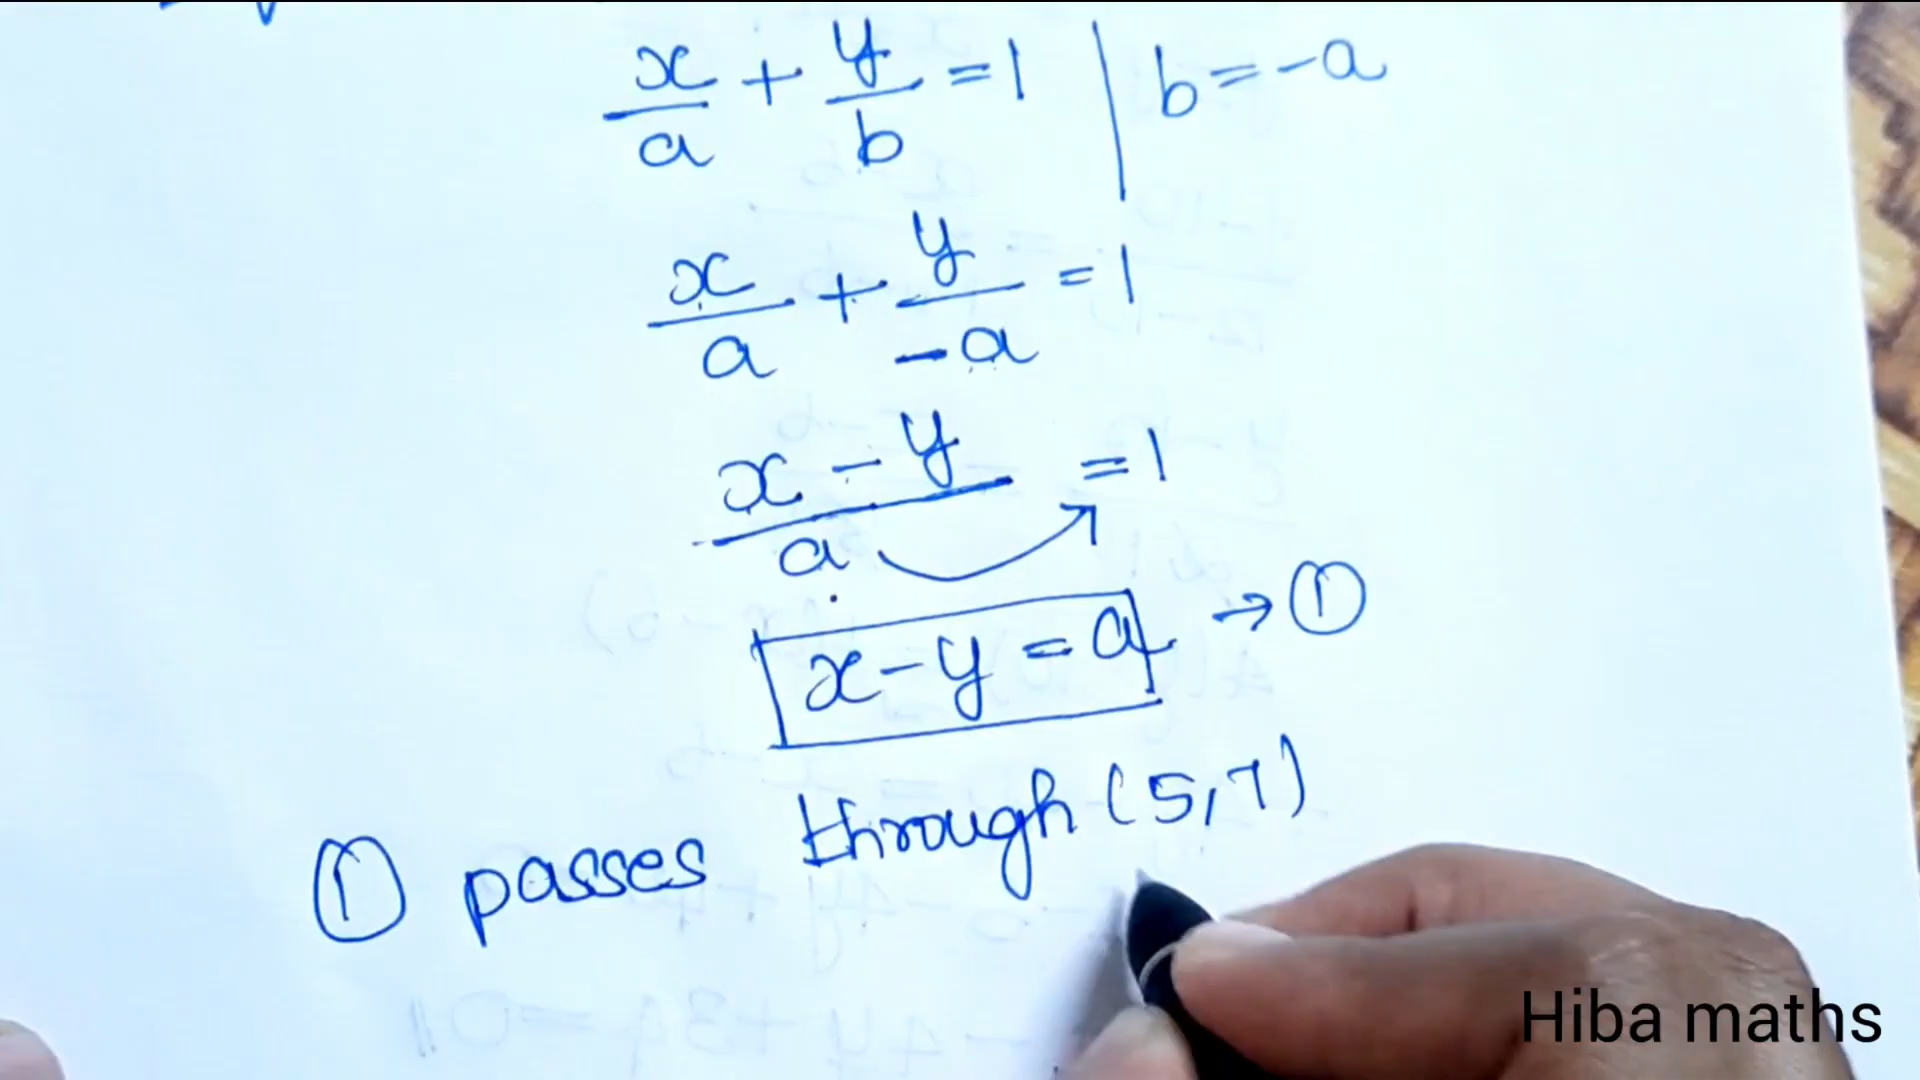 x/a + y/b = 1 | b = -a
x/a + y/-a = 1
x - y/a = 1
x - y = a → ①
① passes through (5,7)
Hiba maths